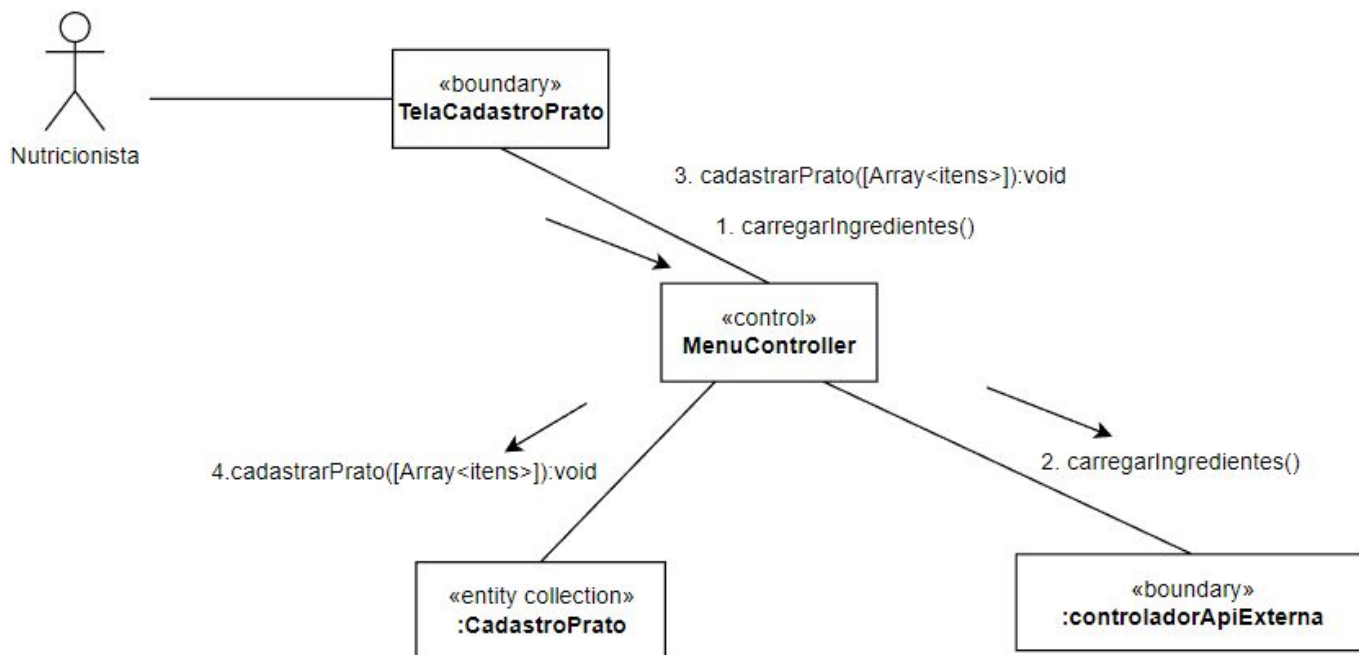 «boundary»
TelaCadastroPrato
Nutricionista
3. cadastrarPrato([Array<itens>]):void
1. carregarIngredientes()
«control»
MenuController
4.cadastrarPrato([Array<itens>]):void
2. carregarIngredientes()
«entity collection»
:CadastroPrato
«boundary»
:controladorApiExterna